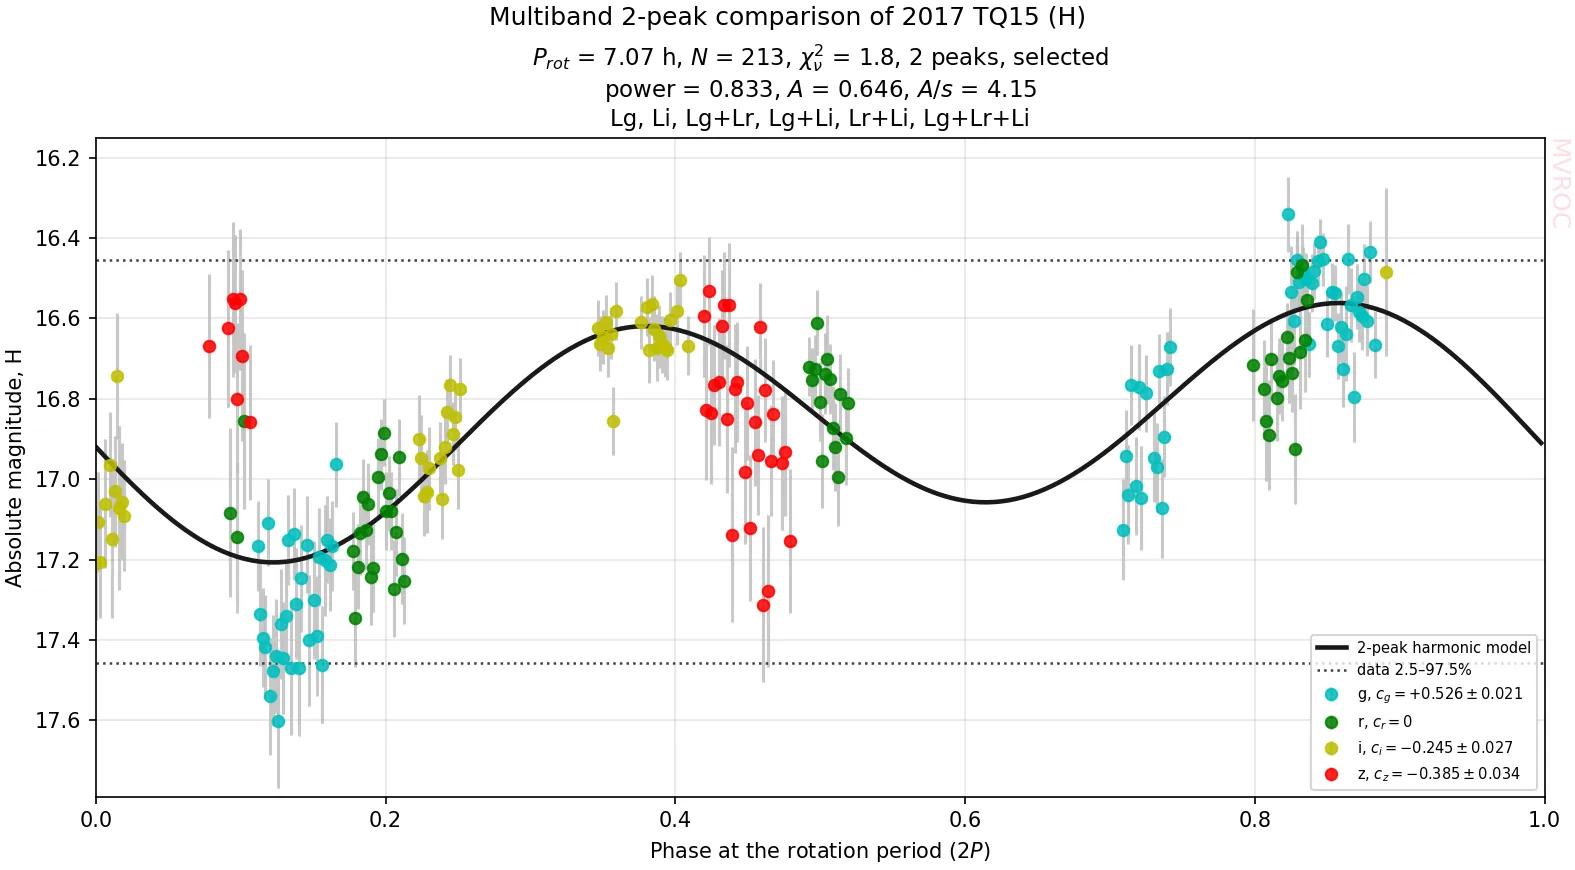 Multiband 2-peak comparison of 2017 TQ15 (H)
P_rot = 7.07 h, N = 213, χ²_ν = 1.8, 2 peaks, selected
power = 0.833, A = 0.646, A/s = 4.15
Lg, Li, Lg+Lr, Lg+Li, Lr+Li, Lg+Lr+Li
MVROC
Absolute magnitude, H
16.2
16.4
16.6
16.8
17.0
17.2
17.4
17.6
2-peak harmonic model
data 2.5–97.5%
g, c_g = +0.526 ± 0.021
r, c_r = 0
i, c_i = −0.245 ± 0.027
z, c_z = −0.385 ± 0.034
0.0 0.2 0.4 0.6 0.8 1.0
Phase at the rotation period (2P)